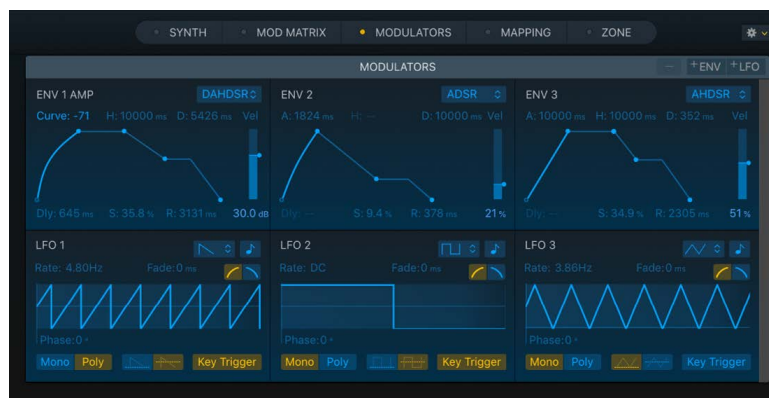 SYNTH MOD MATRIX MODULATORS MAPPING ZONE
MODULATORS
+ENV +LFO
ENV 1 AMP DAHDSR
Curve: -71 H: 10000 ms D: 5426 ms Vel
Dly: 645 ms S: 35.8 % R: 3131 ms 30.0 dB
ENV 2 ADSR
A: 1824 ms H: -- D: 10000 ms Vel
Dly: -- S: 9.4 % R: 378 ms 21 %
ENV 3 AHDSR
A: 10000 ms H: 10000 ms D: 352 ms Vel
Dly: -- S: 34.9 % R: 2305 ms 51 %
LFO 1
Rate: 4.80Hz Fade:0 ms
Phase:0 °
Mono Poly Key Trigger
LFO 2
Rate: DC Fade:0 ms
Phase:0 °
Mono Poly Key Trigger
LFO 3
Rate: 3.86Hz Fade:0 ms
Phase:0 °
Mono Poly Key Trigger